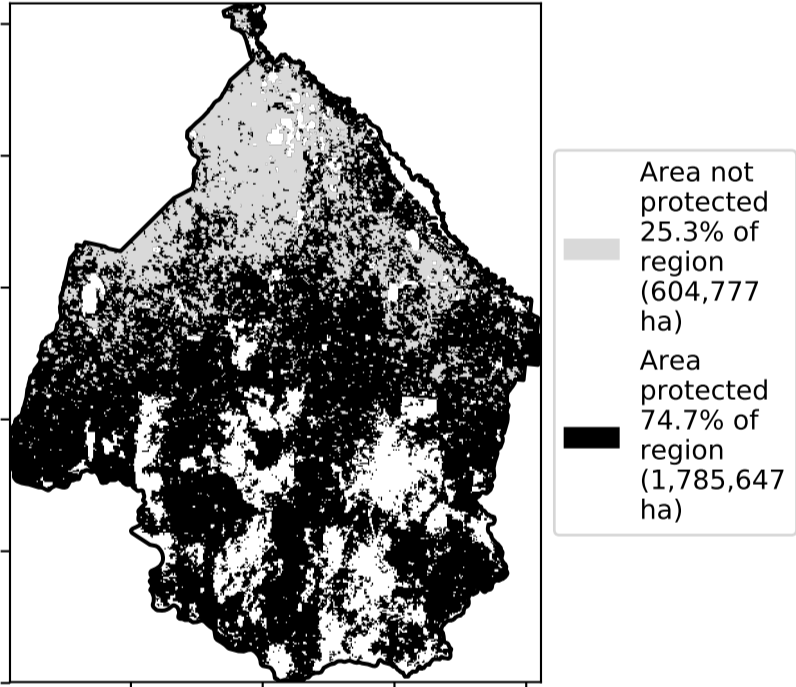 Area not
protected
25.3% of
region
(604,777
ha)
Area
protected
74.7% of
region
(1,785,647
ha)